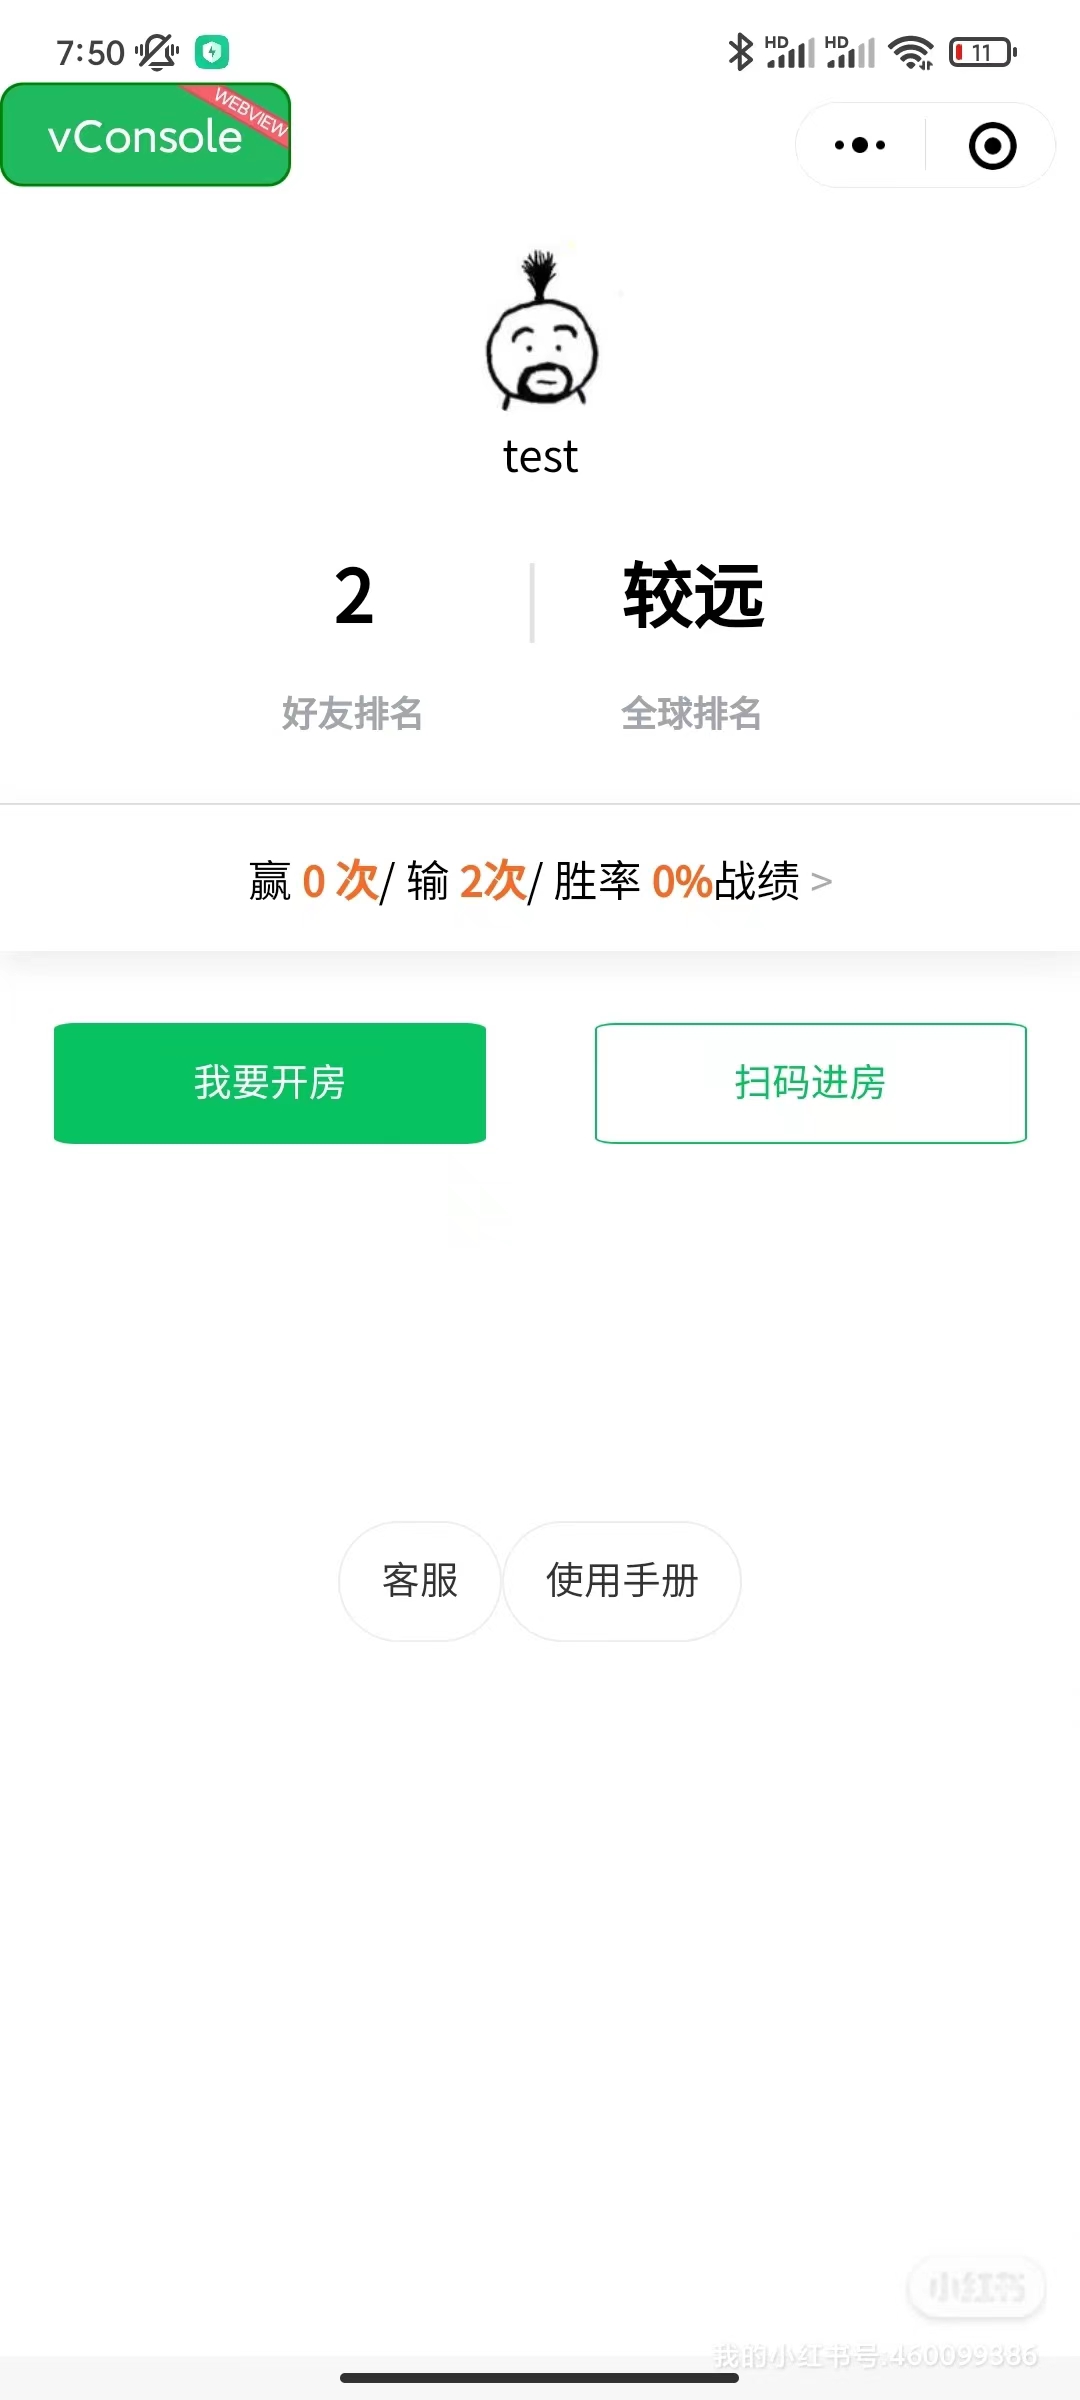 7:50
HD HD 11
vConsole
WEBVIEW
test
2 较远
好友排名 全球排名
赢 0 次/ 输 2次/ 胜率 0%战绩 >
我要开房 扫码进房
客服 使用手册
小红书
我的小红书号:460099386